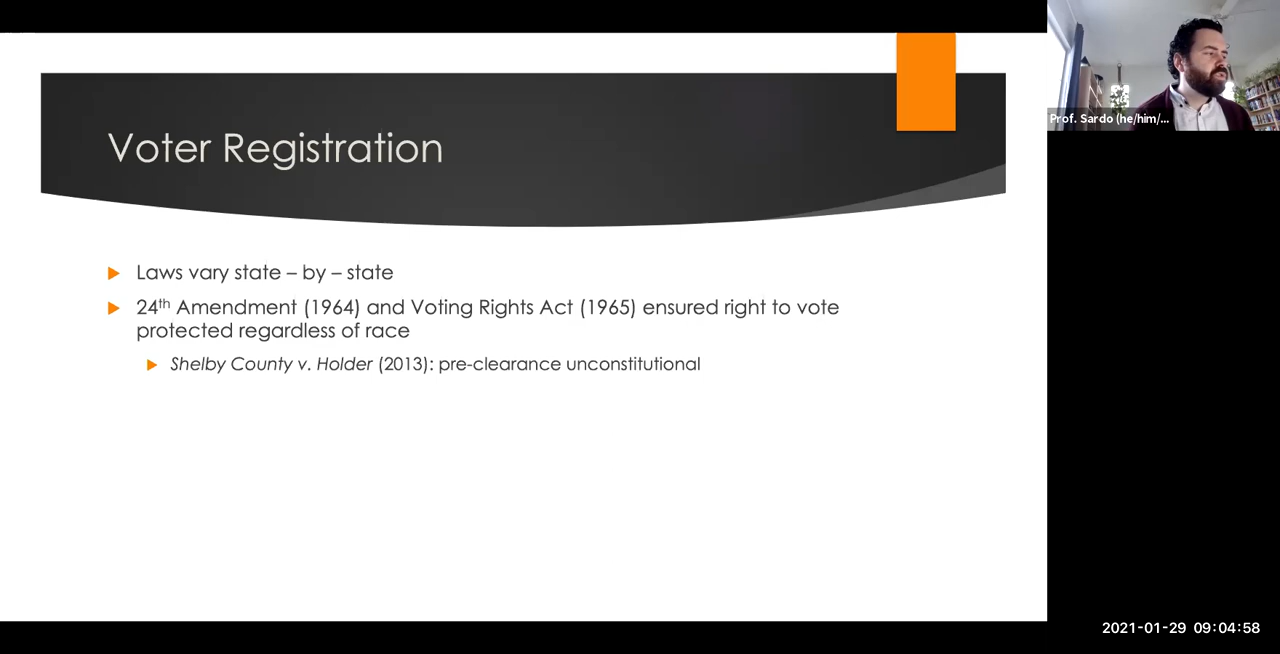 Voter Registration
Laws vary state – by – state
24th Amendment (1964) and Voting Rights Act (1965) ensured right to vote
protected regardless of race
Shelby County v. Holder (2013): pre-clearance unconstitutional
Prof. Sardo (he/him/...
2021-01-29 09:04:58